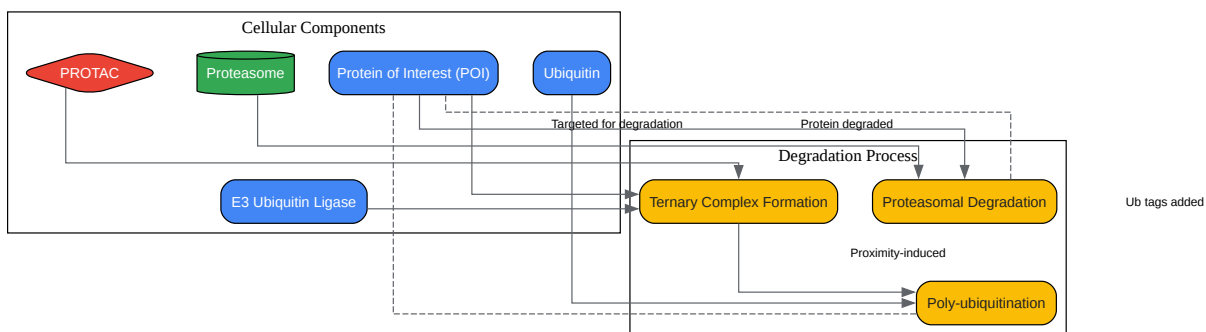 Cellular Components
PROTAC
Proteasome
Protein of Interest (POI)
Ubiquitin
Targeted for degradation
Protein degraded
Degradation Process
E3 Ubiquitin Ligase
Ternary Complex Formation
Proteasomal Degradation
Ub tags added
Proximity-induced
Poly-ubiquitination